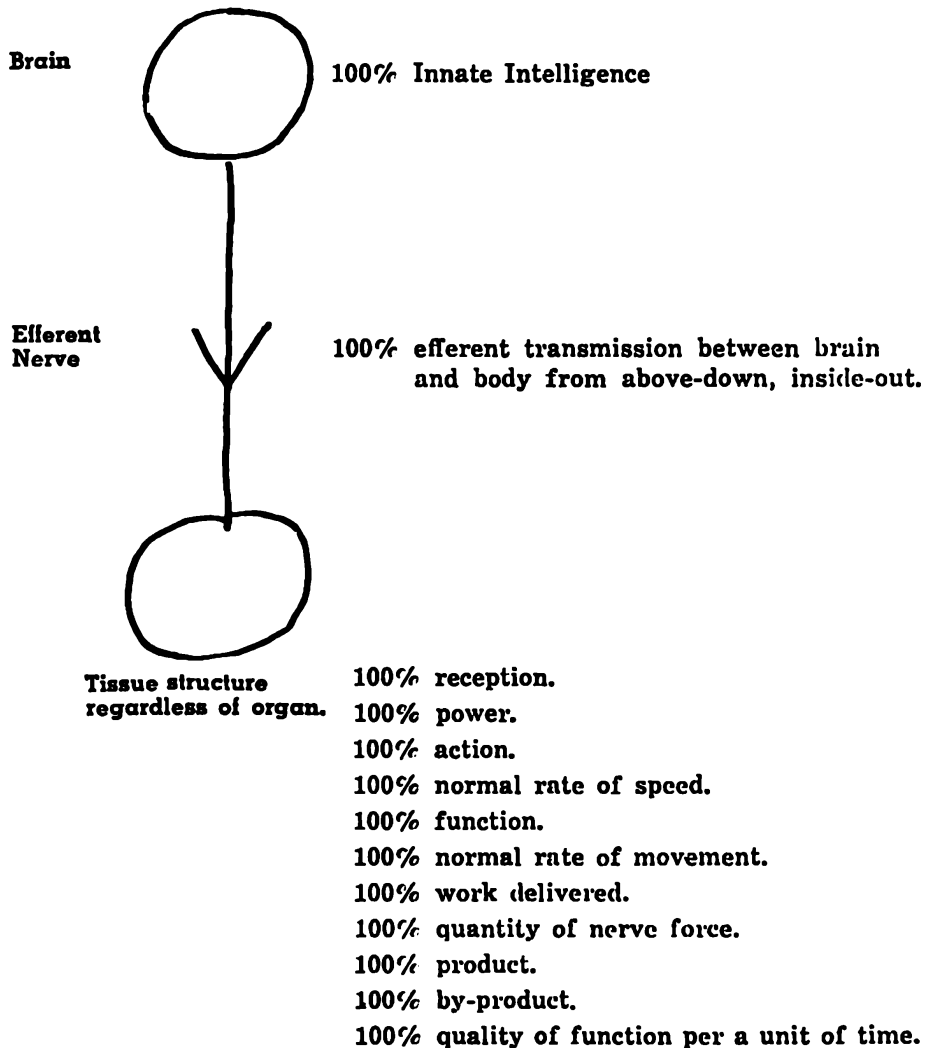 Brain
100% Innate Intelligence
Efferent
Nerve
100% efferent transmission between brain
and body from above-down, inside-out.
Tissue structure
regardless of organ.
100% reception.
100% power.
100% action.
100% normal rate of speed.
100% function.
100% normal rate of movement.
100% work delivered.
100% quantity of nerve force.
100% product.
100% by-product.
100% quality of function per a unit of time.